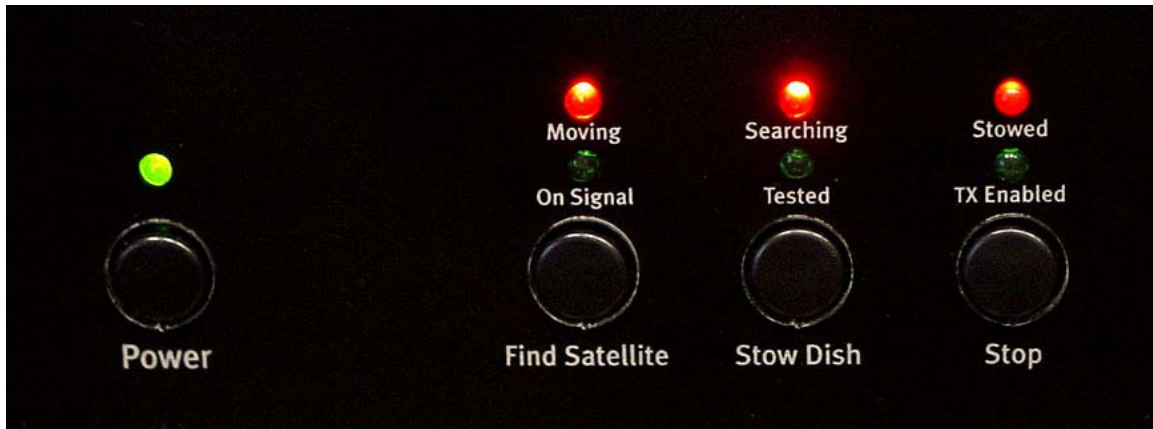 Moving Searching Stowed
On Signal Tested TX Enabled
Power Find Satellite Stow Dish Stop